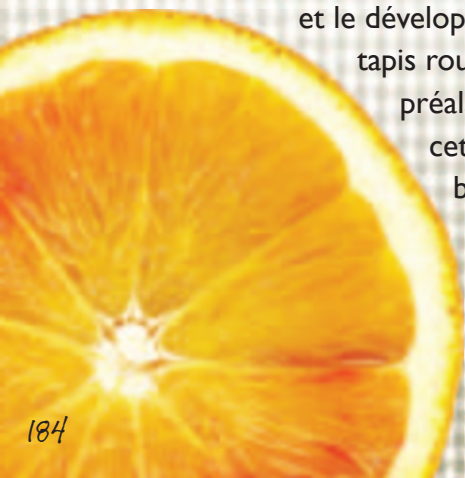 et le dévelop
tapis rou
préal
cet
b
184